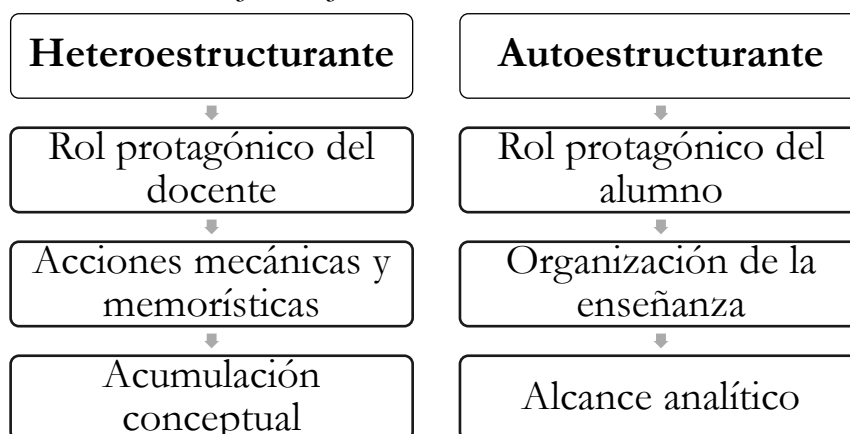 Heteroestructurante
Rol protagónico del
docente
Acciones mecánicas y
memorísticas
Acumulación
conceptual
Autoestructurante
Rol protagónico del
alumno
Organización de la
enseñanza
Alcance analítico